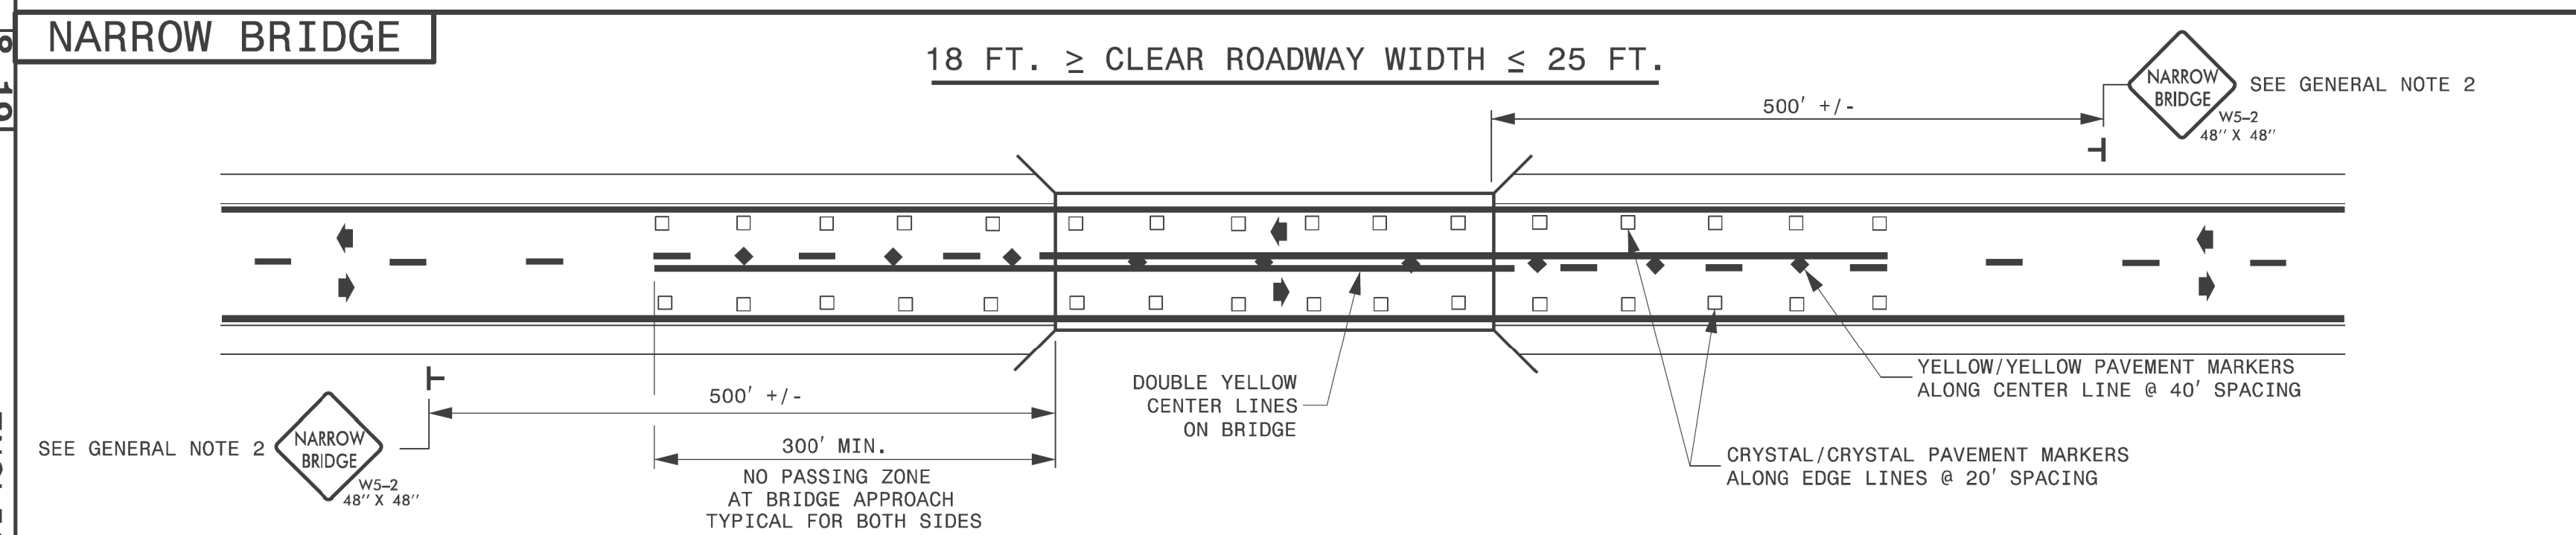 NARROW BRIDGE
18 FT. ≥ CLEAR ROADWAY WIDTH ≤ 25 FT.
NARROW
BRIDGE
W5-2
48" X 48"
SEE GENERAL NOTE 2
500' +/-
500' +/-
300' MIN.
NO PASSING ZONE
AT BRIDGE APPROACH
TYPICAL FOR BOTH SIDES
SEE GENERAL NOTE 2
NARROW
BRIDGE
W5-2
48" X 48"
DOUBLE YELLOW
CENTER LINES
ON BRIDGE
YELLOW/YELLOW PAVEMENT MARKERS
ALONG CENTER LINE @ 40' SPACING
CRYSTAL/CRYSTAL PAVEMENT MARKERS
ALONG EDGE LINES @ 20' SPACING